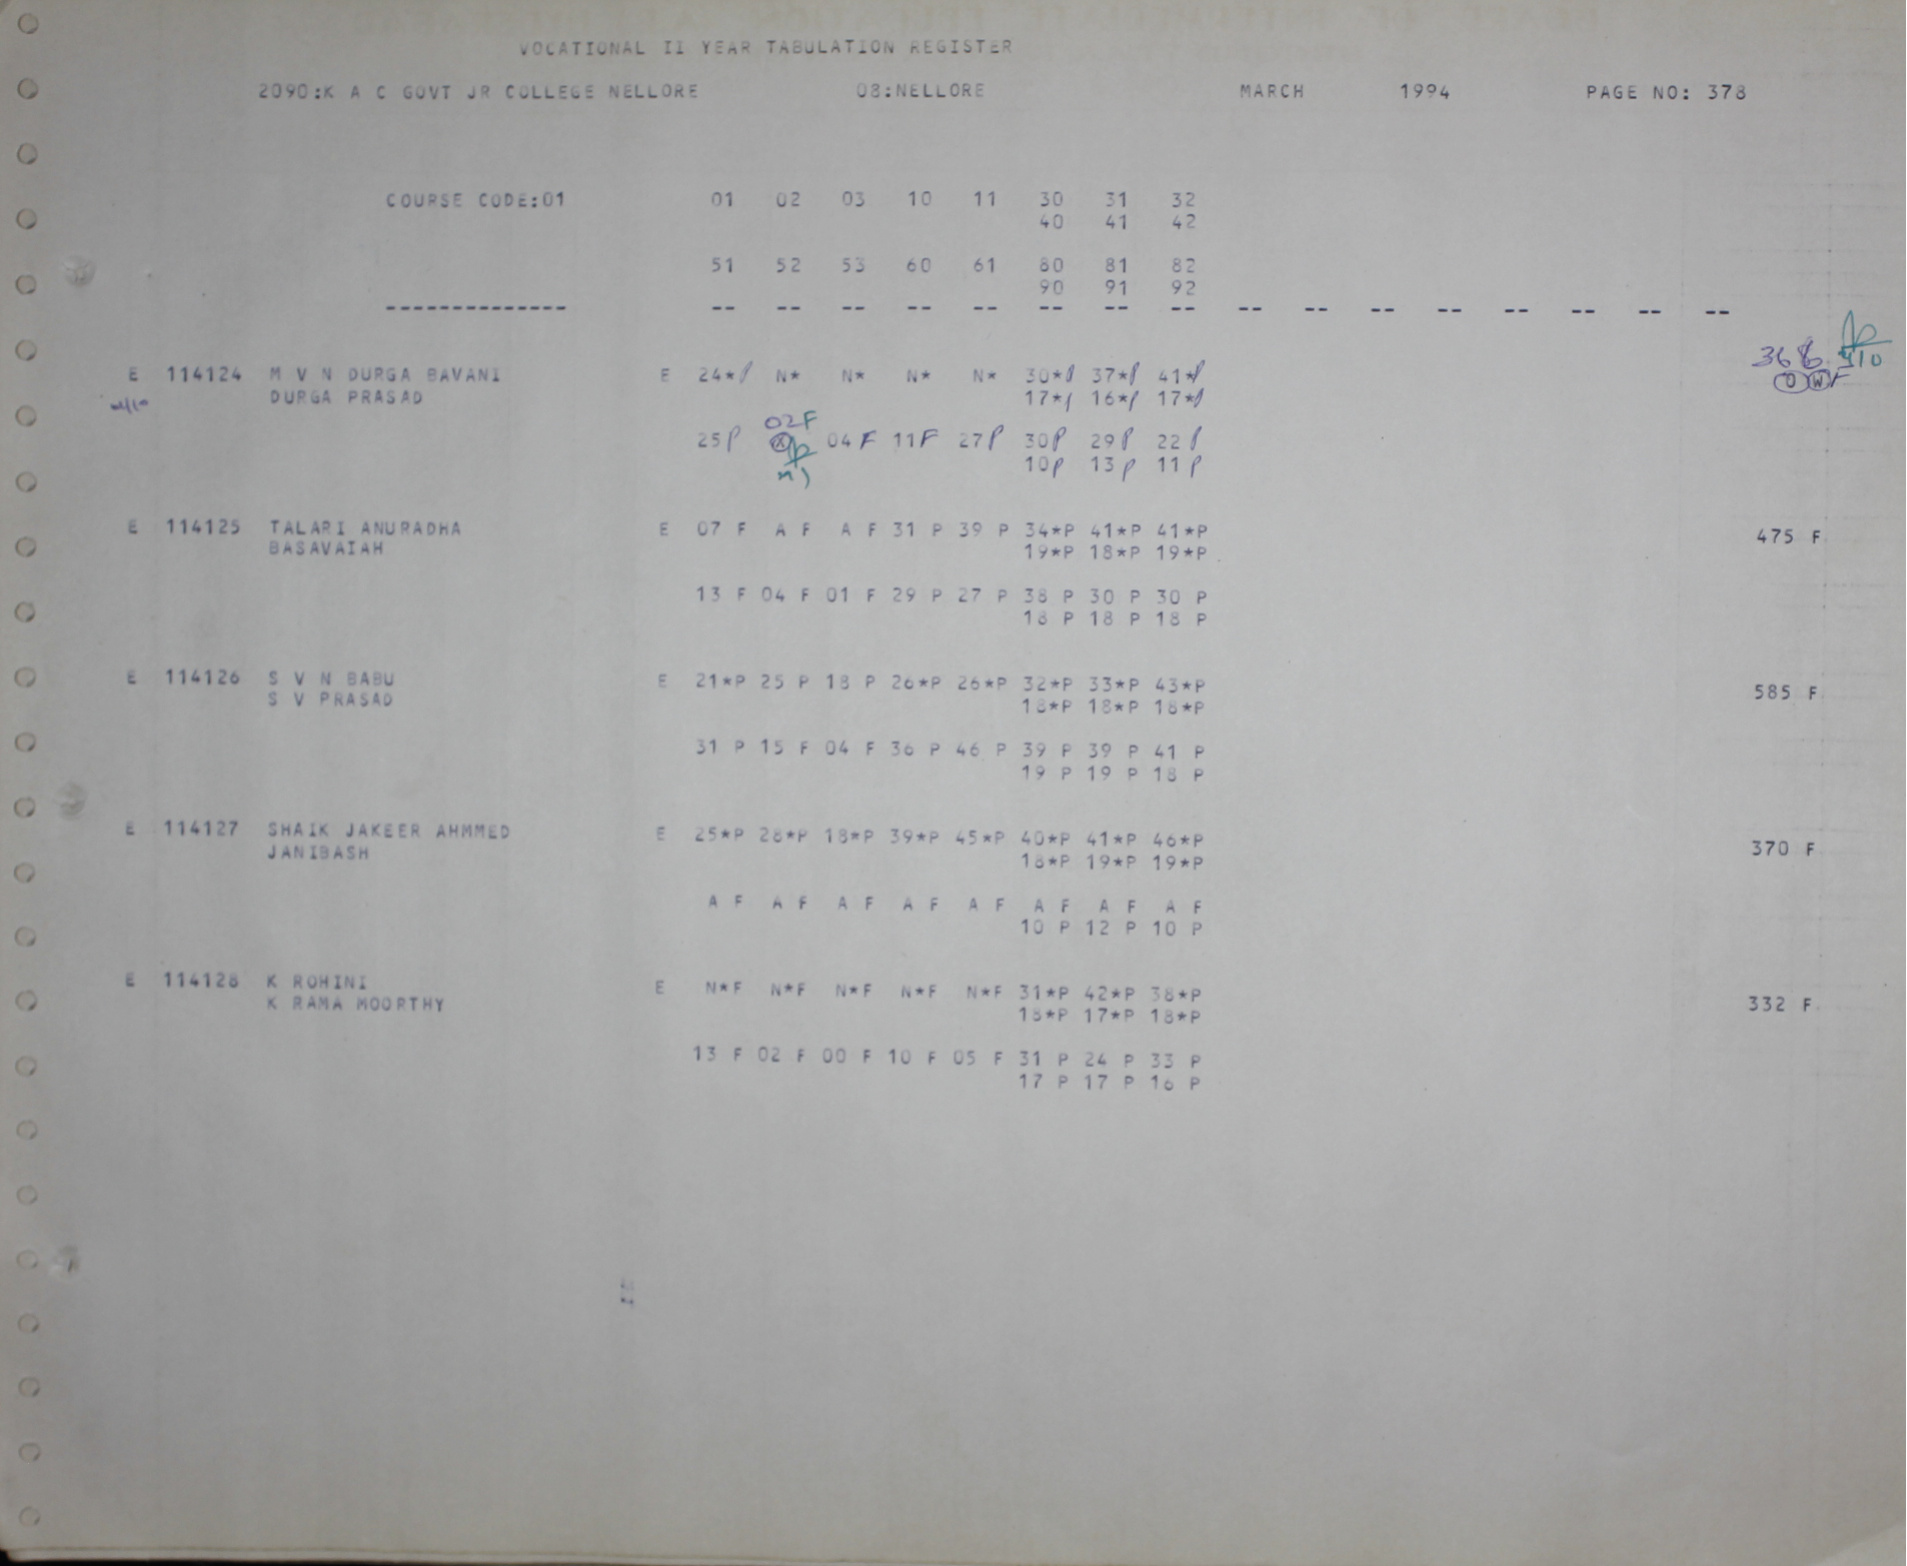 VOCATIONAL II YEAR TABULATION REGISTER
2090:K A C GOVT JR COLLEGE NELLORE 08:NELLORE MARCH 1994 PAGE NO: 378
COURSE CODE:01 01 02 03 10 11 30 31 32
40 41 42
51 52 53 60 61 80 81 82
90 91 92
-------------- -- -- -- -- -- -- -- -- -- -- -- -- -- -- -- --
E 114124 M V N DURGA BAVANI E 24*P N* N* N* N* 30*P 37*P 41*P
DURGA PRASAD 17*P 16*P 17*P
02F
25P 04F 11F 27P 30P 29P 22P
10P 13P 11P
E 114125 TALARI ANURADHA E 07 F A F A F 31 P 39 P 34*P 41*P 41*P 475 F
BASAVAIAH 19*P 18*P 19*P
13 F 04 F 01 F 29 P 27 P 38 P 30 P 30 P
18 P 18 P 18 P
E 114126 S V N BABU E 21*P 25 P 18 P 26*P 26*P 32*P 33*P 43*P 585 F
S V PRASAD 18*P 18*P 18*P
31 P 15 F 04 F 36 P 46 P 39 P 39 P 41 P
19 P 19 P 18 P
E 114127 SHAIK JAKEER AHMMED E 25*P 28*P 18*P 39*P 45*P 40*P 41*P 46*P 370 F
JANIBASH 18*P 19*P 19*P
A F A F A F A F A F A F A F A F
10 P 12 P 10 P
E 114128 K ROHINI E N*F N*F N*F N*F N*F 31*P 42*P 38*P 332 F
K RAMA MOORTHY 18*P 17*P 18*P
13 F 02 F 00 F 10 F 05 F 31 P 24 P 33 P
17 P 17 P 16 P